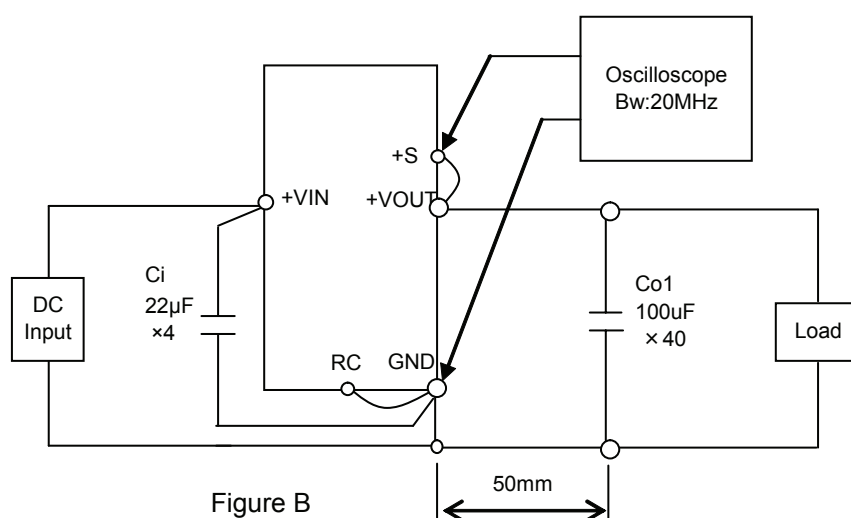 Oscilloscope
Bw:20MHz
+S
+VIN
+VOUT
Ci
22µF
×4
DC
Input
Co1
100uF
×40
Load
RC
GND
50mm
Figure B